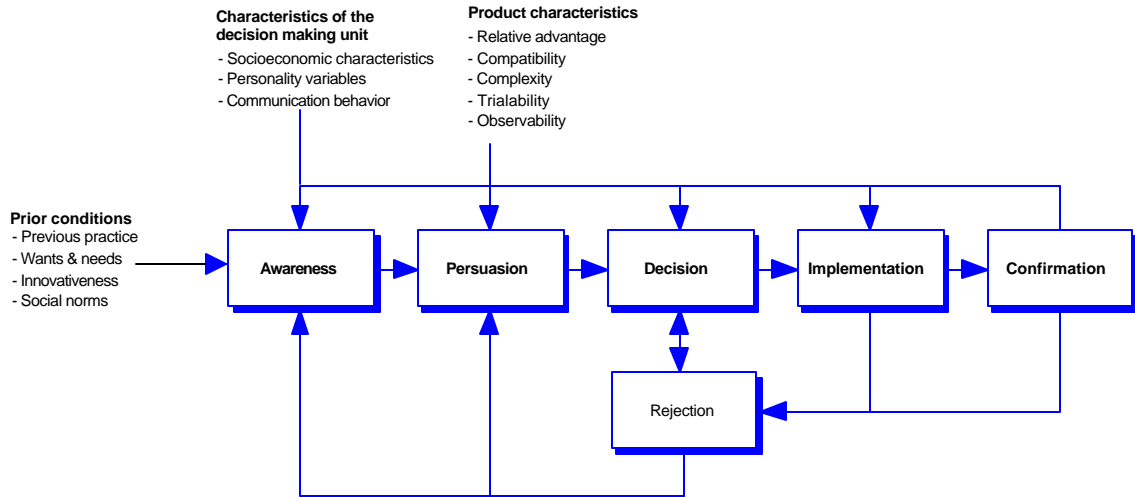 Characteristics of the
decision making unit
- Socioeconomic characteristics
- Personality variables
- Communication behavior
Product characteristics
- Relative advantage
- Compatibility
- Complexity
- Trialability
- Observability
Prior conditions
- Previous practice
- Wants & needs
- Innovativeness
- Social norms
Awareness
Persuasion
Decision
Implementation
Confirmation
Rejection